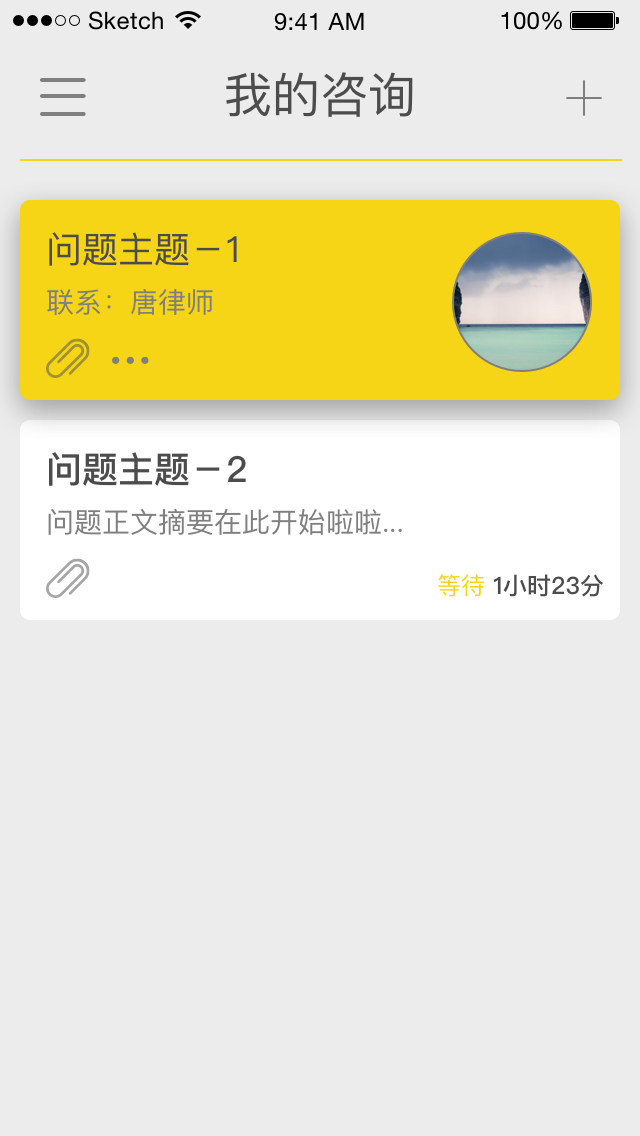 Sketch 9:41 AM 100%
我的咨询
问题主题－1
联系：唐律师
问题主题－2
问题正文摘要在此开始啦啦...
等待 1小时23分